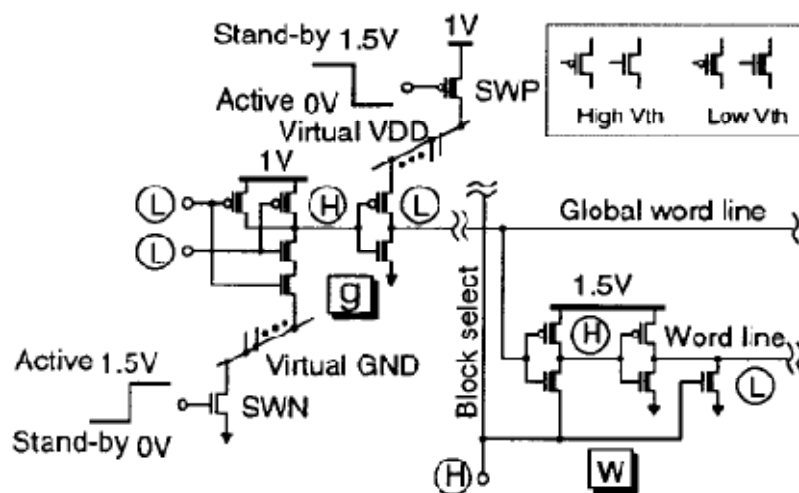 Stand-by 1.5V
1V
Active 0V
SWP
High Vth
Low Vth
Virtual VDD
1V
L
H
L
L
Global word line
g
Block select
1.5V
H
Word line
L
Active 1.5V
Virtual GND
SWN
Stand-by 0V
H
W